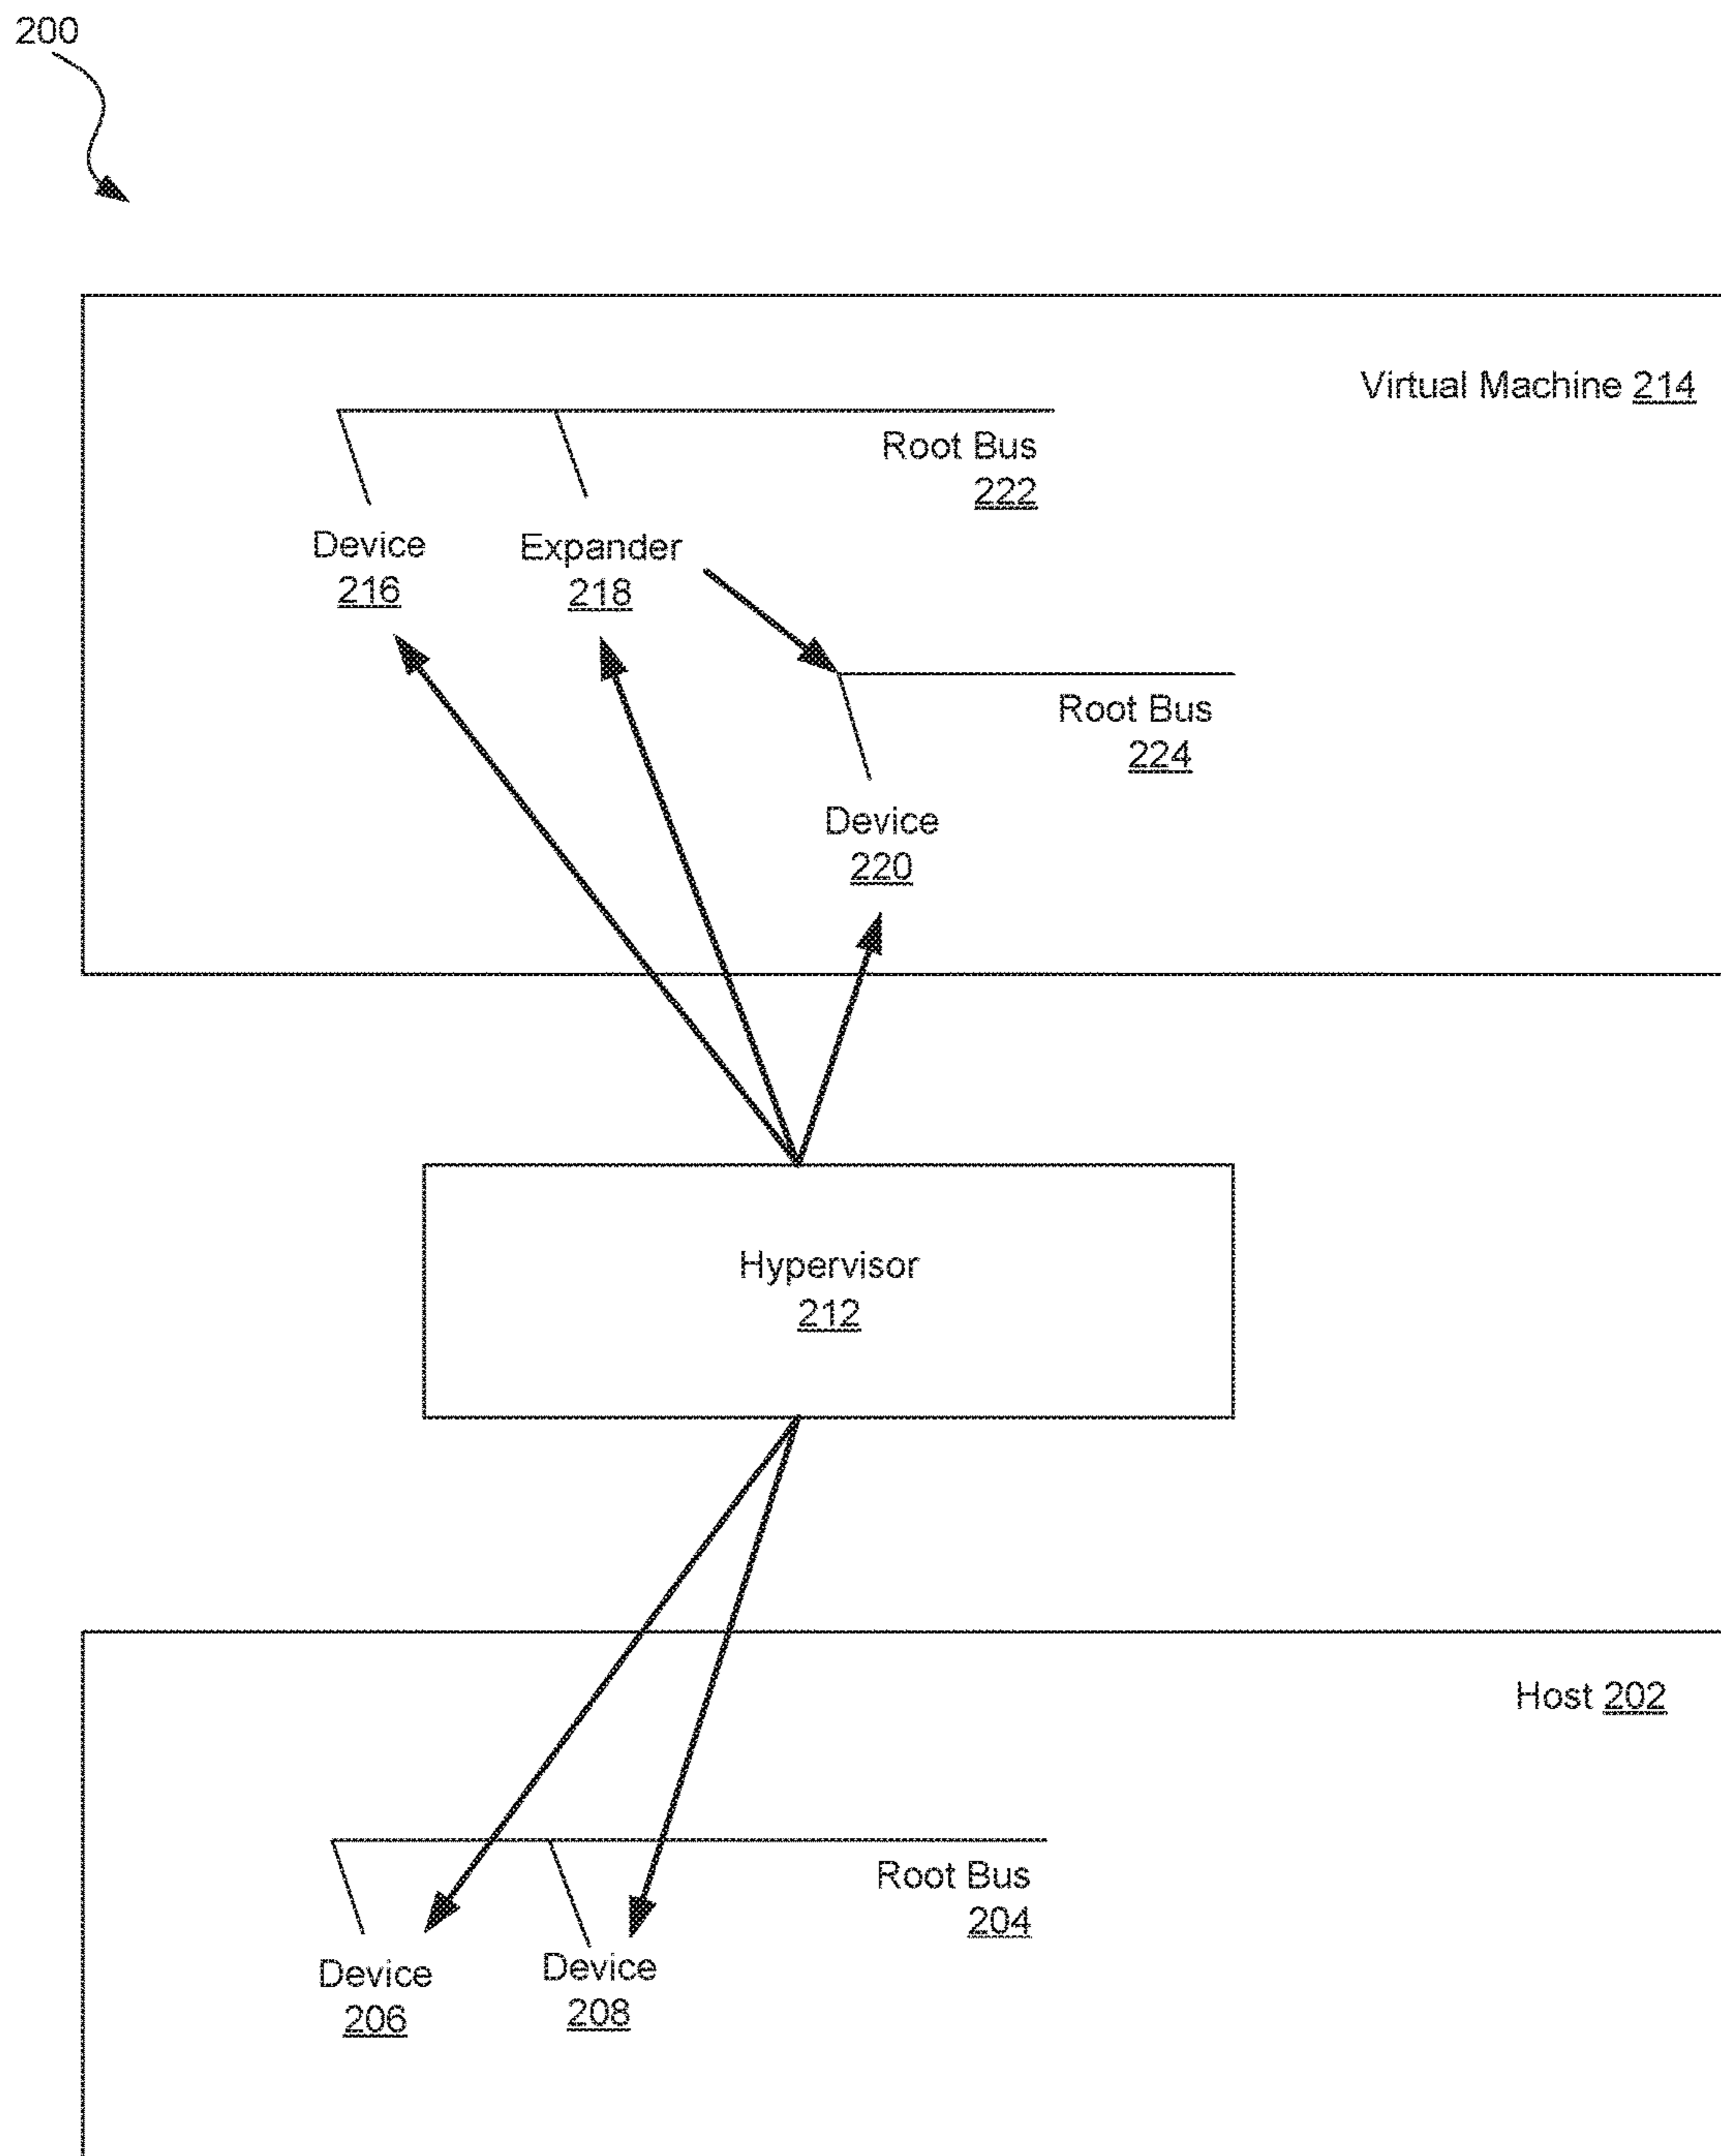 200
Virtual Machine 214
Root Bus
222
Device
216
Expander
218
Root Bus
224
Device
220
Hypervisor
212
Host 202
Root Bus
204
Device
206
Device
208